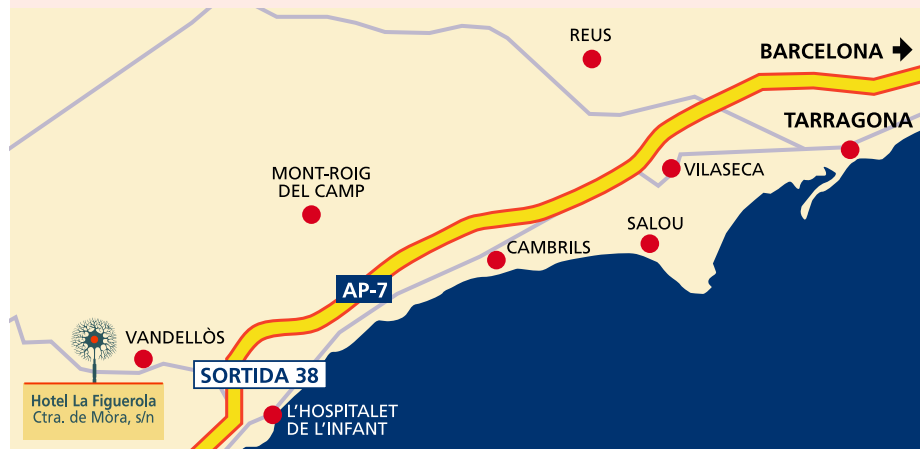 REUS
BARCELONA
TARRAGONA
MONT-ROIG
DEL CAMP
VILASECA
SALOU
CAMBRILS
AP-7
VANDELLÒS
SORTIDA 38
Hotel La Figuerola
Ctra. de Mòra, s/n
L'HOSPITALET
DE L'INFANT